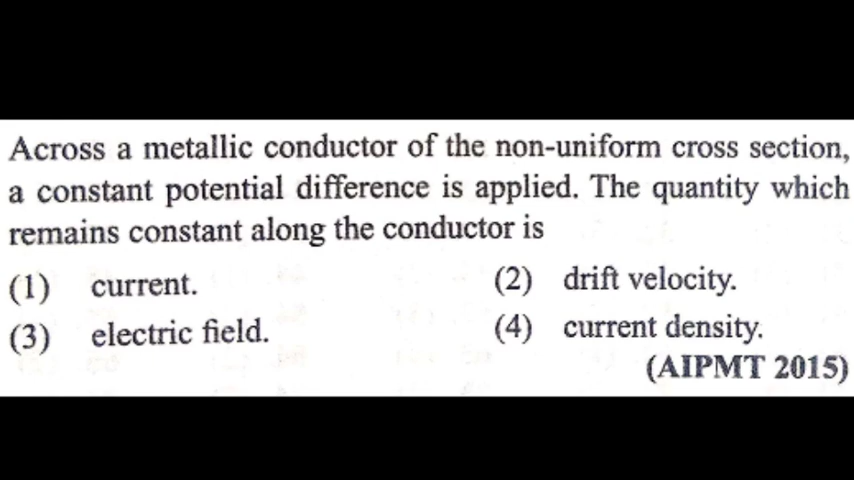 Across a metallic conductor of the non-uniform cross section,
a constant potential difference is applied. The quantity which
remains constant along the conductor is
(1) current. (2) drift velocity.
(3) electric field. (4) current density.
(AIPMT 2015)